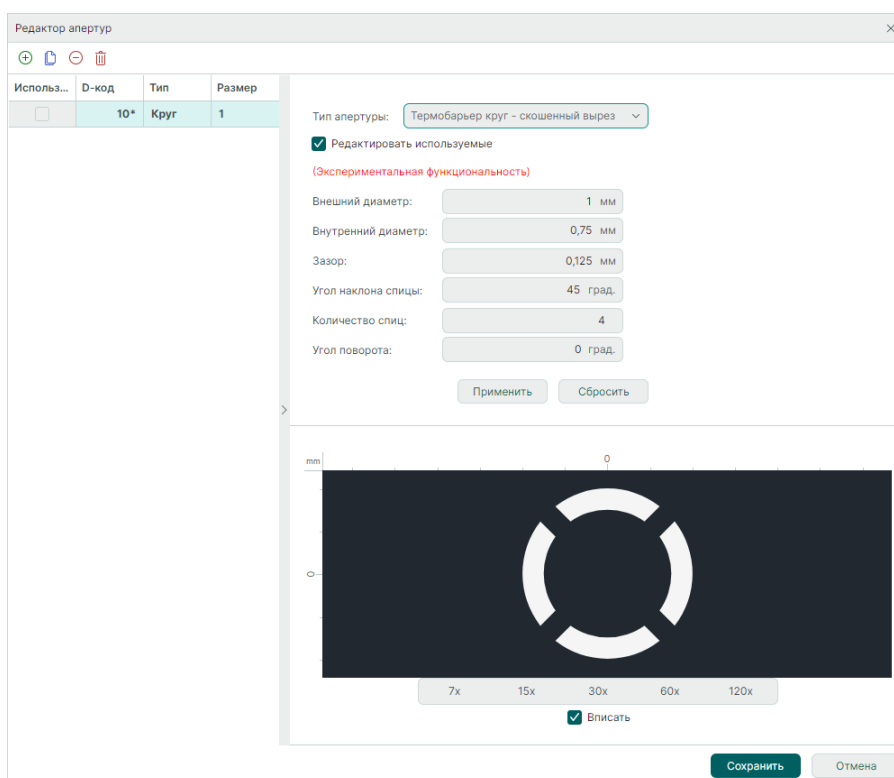 Редактор апертур
Использ... D-код Тип Размер
10* Круг 1
Тип апертуры: Термобарьер круг - скошенный вырез
Редактировать используемые
(Экспериментальная функциональность)
Внешний диаметр: 1 мм
Внутренний диаметр: 0,75 мм
Зазор: 0,125 мм
Угол наклона спицы: 45 град.
Количество спиц: 4
Угол поворота: 0 град.
Применить Сбросить
mm 0
0
7x 15x 30x 60x 120x
Вписать
Сохранить Отмена